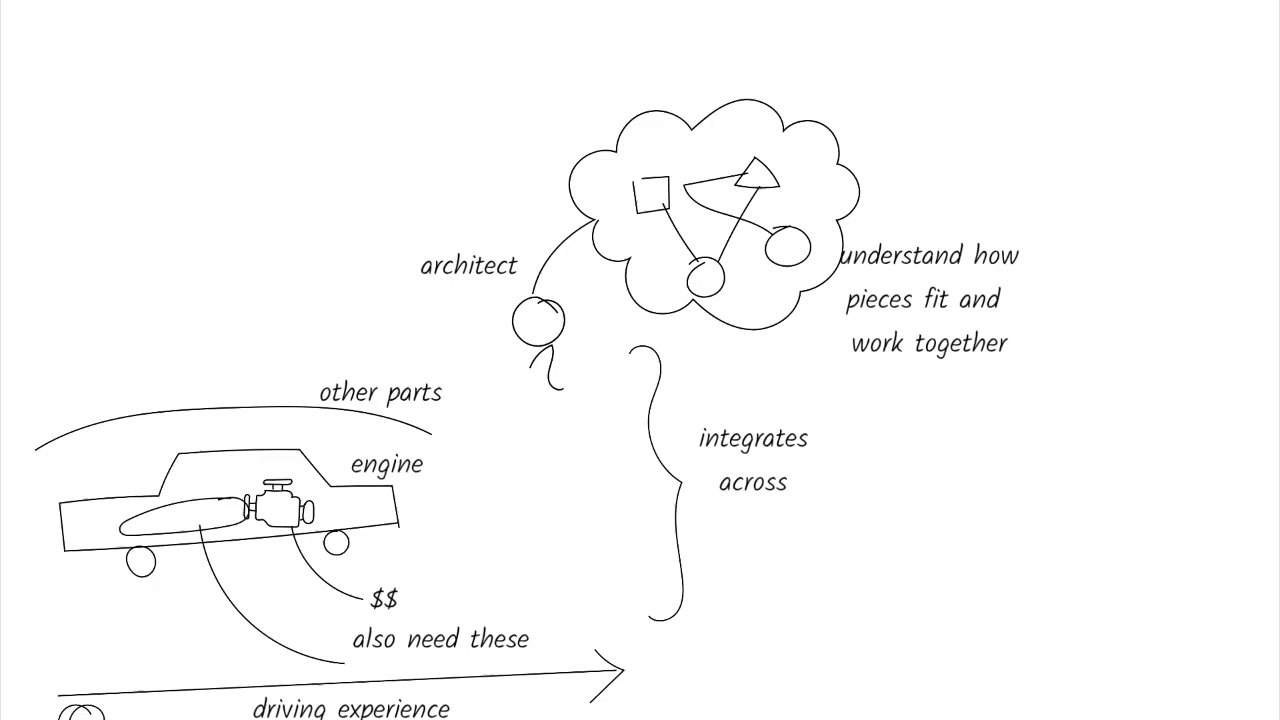 architect
understand how
pieces fit and
work together
other parts
engine
integrates
across
$$
also need these
driving experience